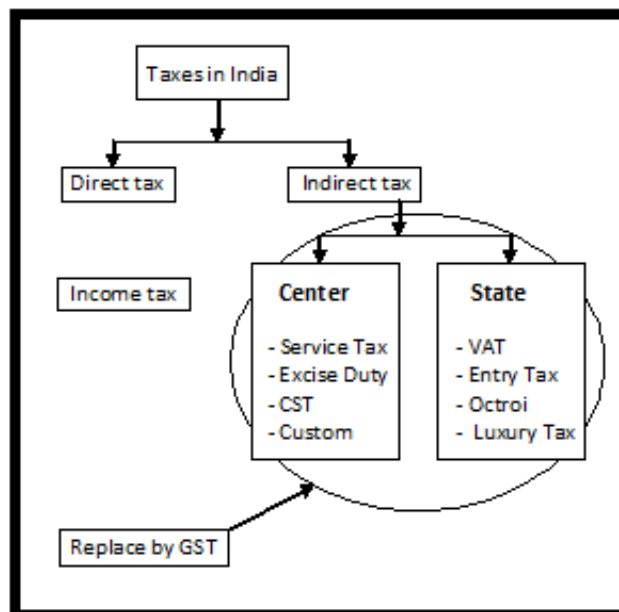 Taxes in India
Direct tax
Indirect tax
Income tax
Center
- Service Tax
- Excise Duty
- CST
- Custom
State
- VAT
- Entry Tax
- Octroi
- Luxury Tax
Replace by GST